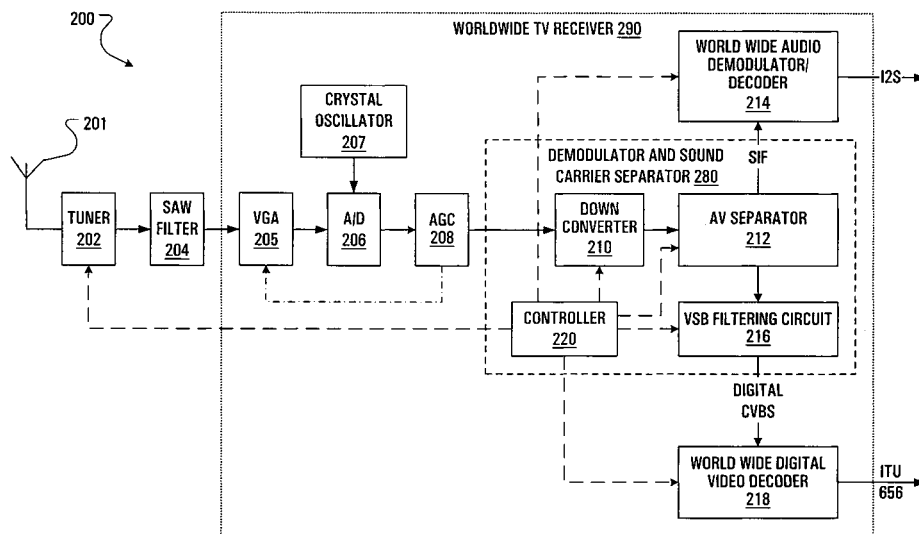 200
WORLDWIDE TV RECEIVER 290
201
TUNER
202
SAW
FILTER
204
VGA
205
CRYSTAL
OSCILLATOR
207
A/D
206
AGC
208
WORLD WIDE AUDIO
DEMODULATOR/
DECODER
214
I2S
DEMODULATOR AND SOUND
CARRIER SEPARATOR 280
SIF
DOWN
CONVERTER
210
AV SEPARATOR
212
CONTROLLER
220
VSB FILTERING CIRCUIT
216
DIGITAL
CVBS
WORLD WIDE DIGITAL
VIDEO DECODER
218
ITU
656